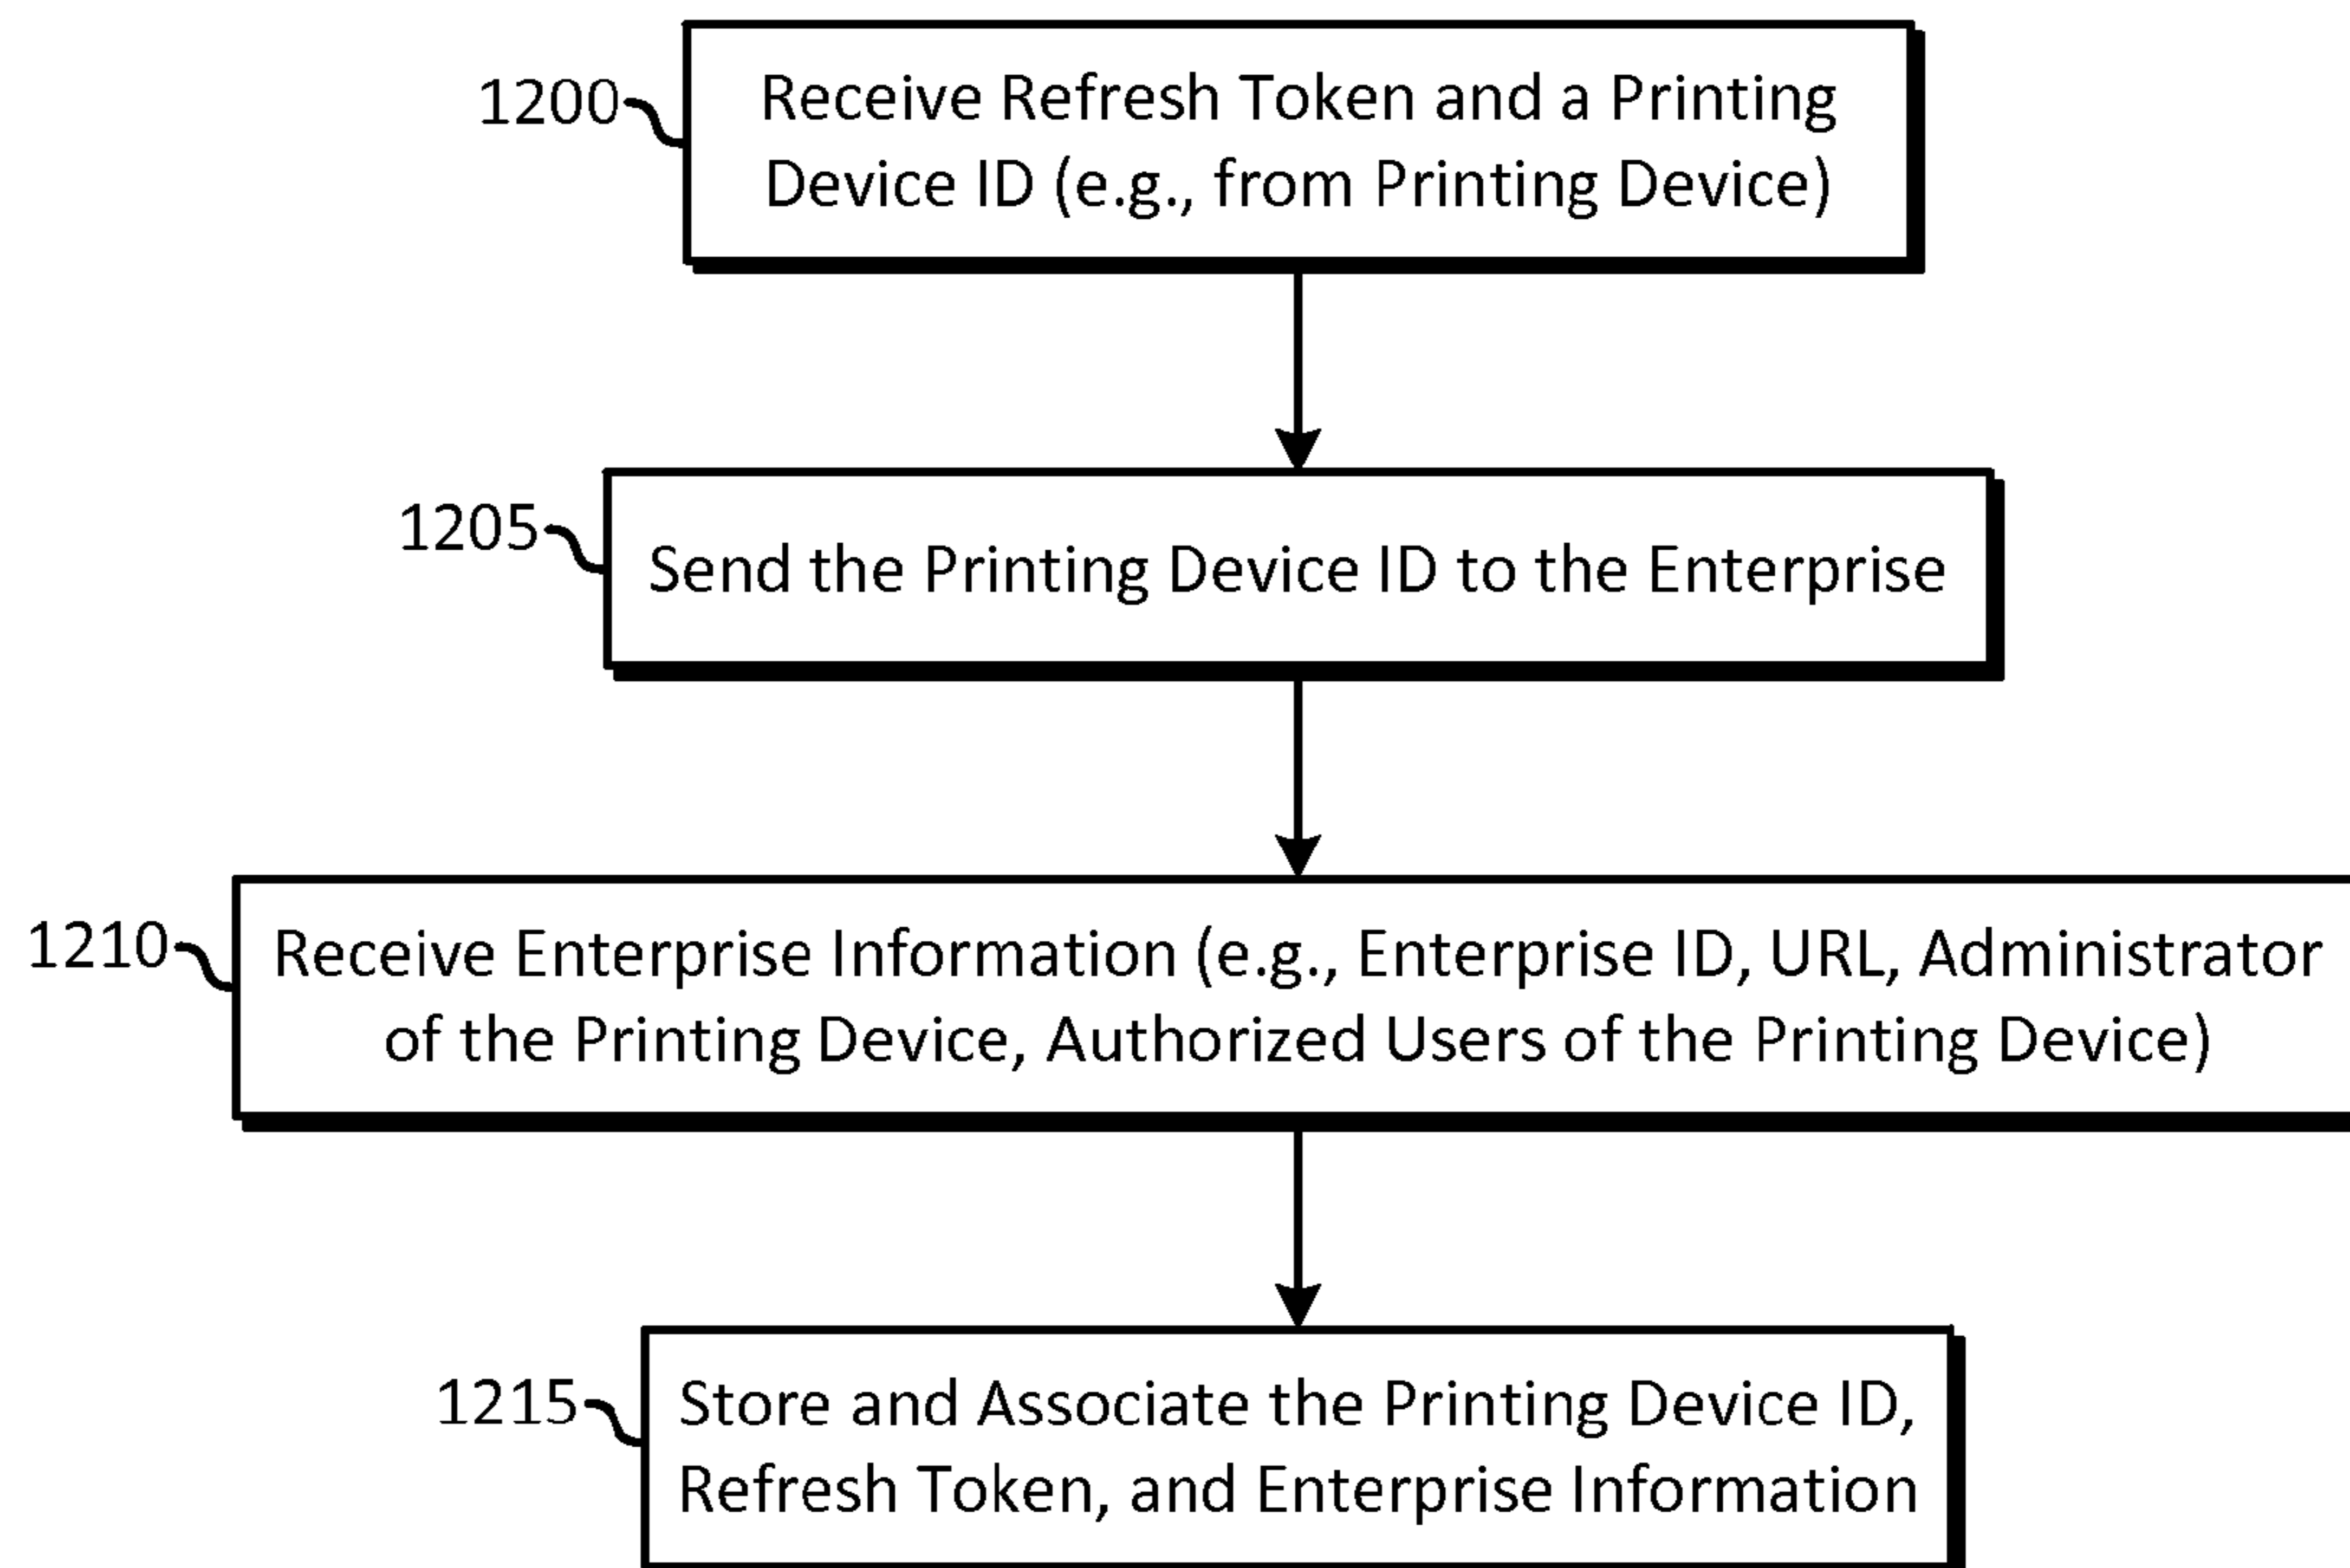 1200
Receive Refresh Token and a Printing
Device ID (e.g., from Printing Device)
1205
Send the Printing Device ID to the Enterprise
1210
Receive Enterprise Information (e.g., Enterprise ID, URL, Administrator
of the Printing Device, Authorized Users of the Printing Device)
1215
Store and Associate the Printing Device ID,
Refresh Token, and Enterprise Information